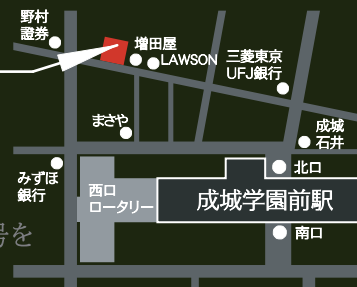 野村
證券
増田屋
LAWSON
三菱東京
UFJ銀行
まさや
成城
石井
みずほ
銀行
西口
ロータリー
北口
成城学園前駅
南口
号を